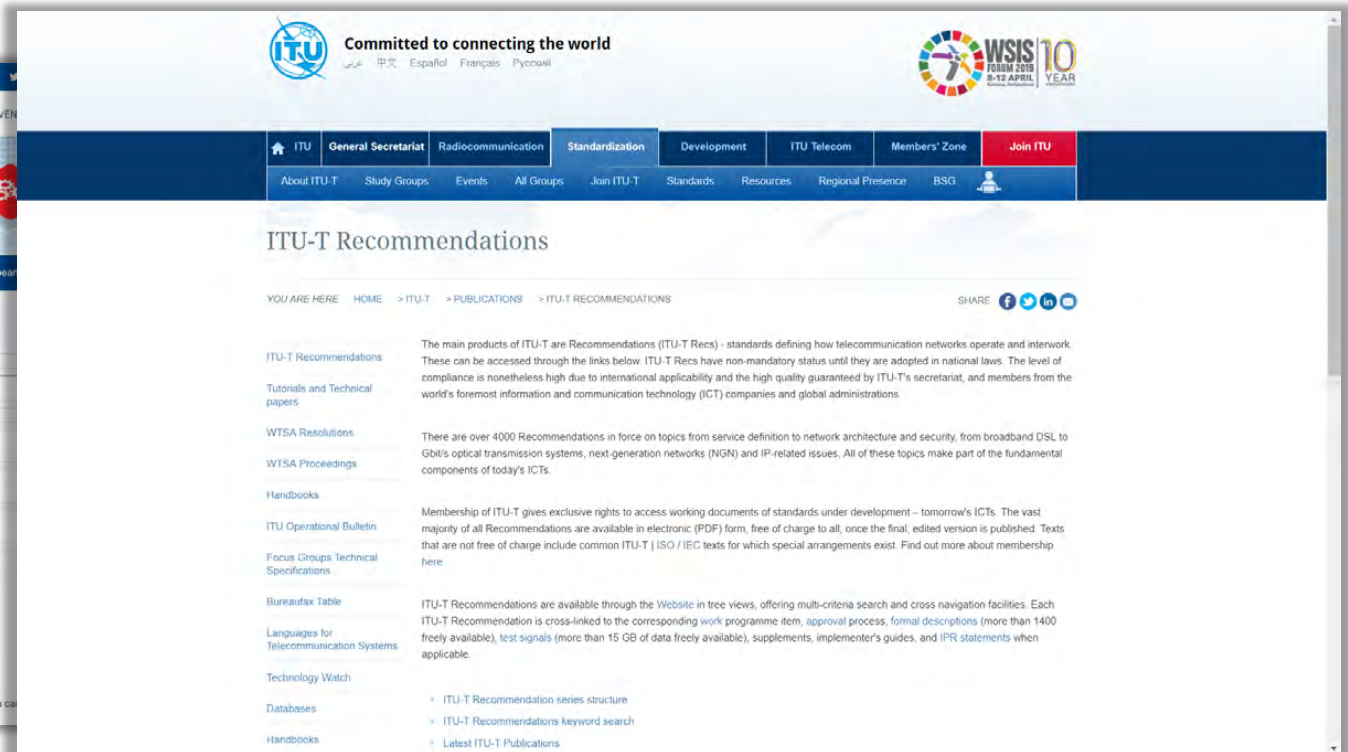 Committed to connecting the world
عربي 中文 Español Français Русский
ITU
WSIS
FORUM 2019
8-12 APRIL
10
YEAR
ITU General Secretariat Radiocommunication Standardization Development ITU Telecom Members' Zone Join ITU
About ITU-T Study Groups Events All Groups Join ITU-T Standards Resources Regional Presence BSG
ITU-T Recommendations
YOU ARE HERE HOME > ITU-T > PUBLICATIONS > ITU-T RECOMMENDATIONS SHARE
ITU-T Recommendations
Tutorials and Technical
papers
WTSA Resolutions
WTSA Proceedings
Handbooks
ITU Operational Bulletin
Focus Groups Technical
Specifications
Bureaufax Table
Languages for
Telecommunication Systems
Technology Watch
Databases
Handbooks
The main products of ITU-T are Recommendations (ITU-T Recs) - standards defining how telecommunication networks operate and interwork.
These can be accessed through the links below. ITU-T Recs have non-mandatory status until they are adopted in national laws. The level of
compliance is nonetheless high due to international applicability and the high quality guaranteed by ITU-T's secretariat, and members from the
world's foremost information and communication technology (ICT) companies and global administrations
There are over 4000 Recommendations in force on topics from service definition to network architecture and security, from broadband DSL to
Gbit/s optical transmission systems, next-generation networks (NGN) and IP-related issues. All of these topics make part of the fundamental
components of today's ICTs.
Membership of ITU-T gives exclusive rights to access working documents of standards under development – tomorrow's ICTs. The vast
majority of all Recommendations are available in electronic (PDF) form, free of charge to all, once the final, edited version is published. Texts
that are not free of charge include common ITU-T | ISO / IEC texts for which special arrangements exist. Find out more about membership
here
ITU-T Recommendations are available through the Website in tree views, offering multi-criteria search and cross navigation facilities. Each
ITU-T Recommendation is cross-linked to the corresponding work programme item, approval process, formal descriptions (more than 1400
freely available), test signals (more than 15 GB of data freely available), supplements, implementer's guides, and IPR statements when
applicable.
ITU-T Recommendation series structure
ITU-T Recommendations keyword search
Latest ITU-T Publications